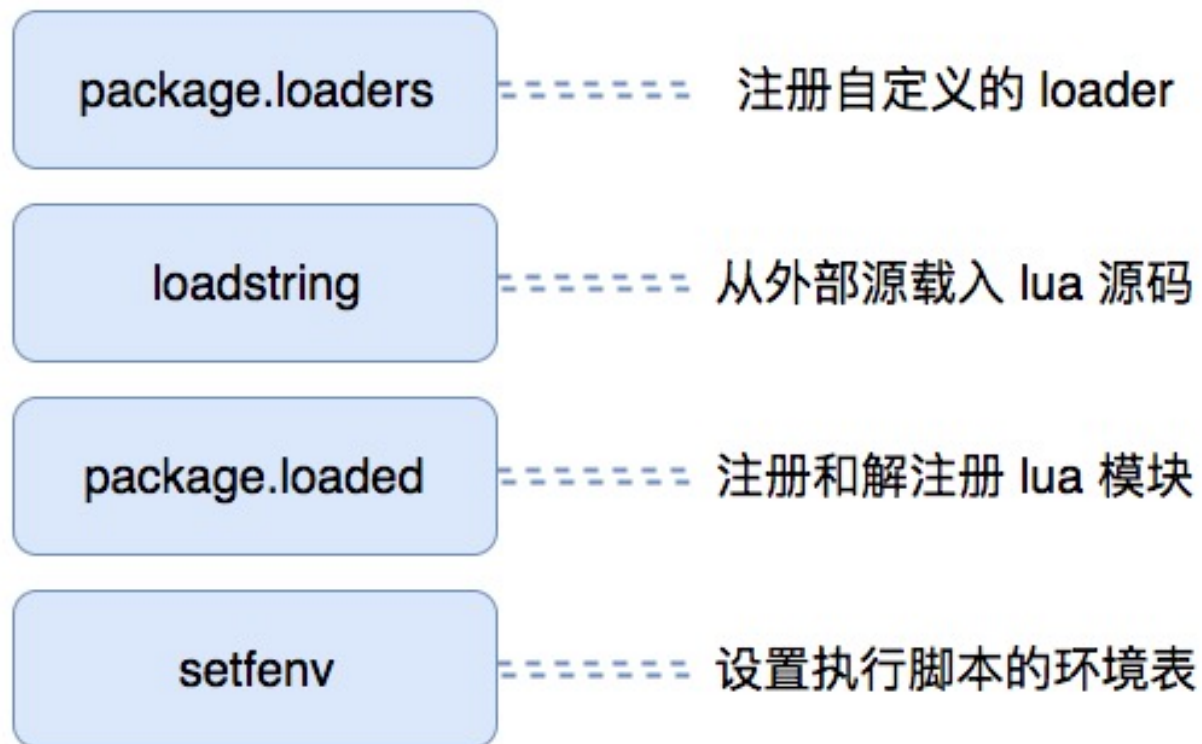 package.loaders 注册自定义的 loader
loadstring 从外部源载入 lua 源码
package.loaded 注册和解注册 lua 模块
setfenv 设置执行脚本的环境表